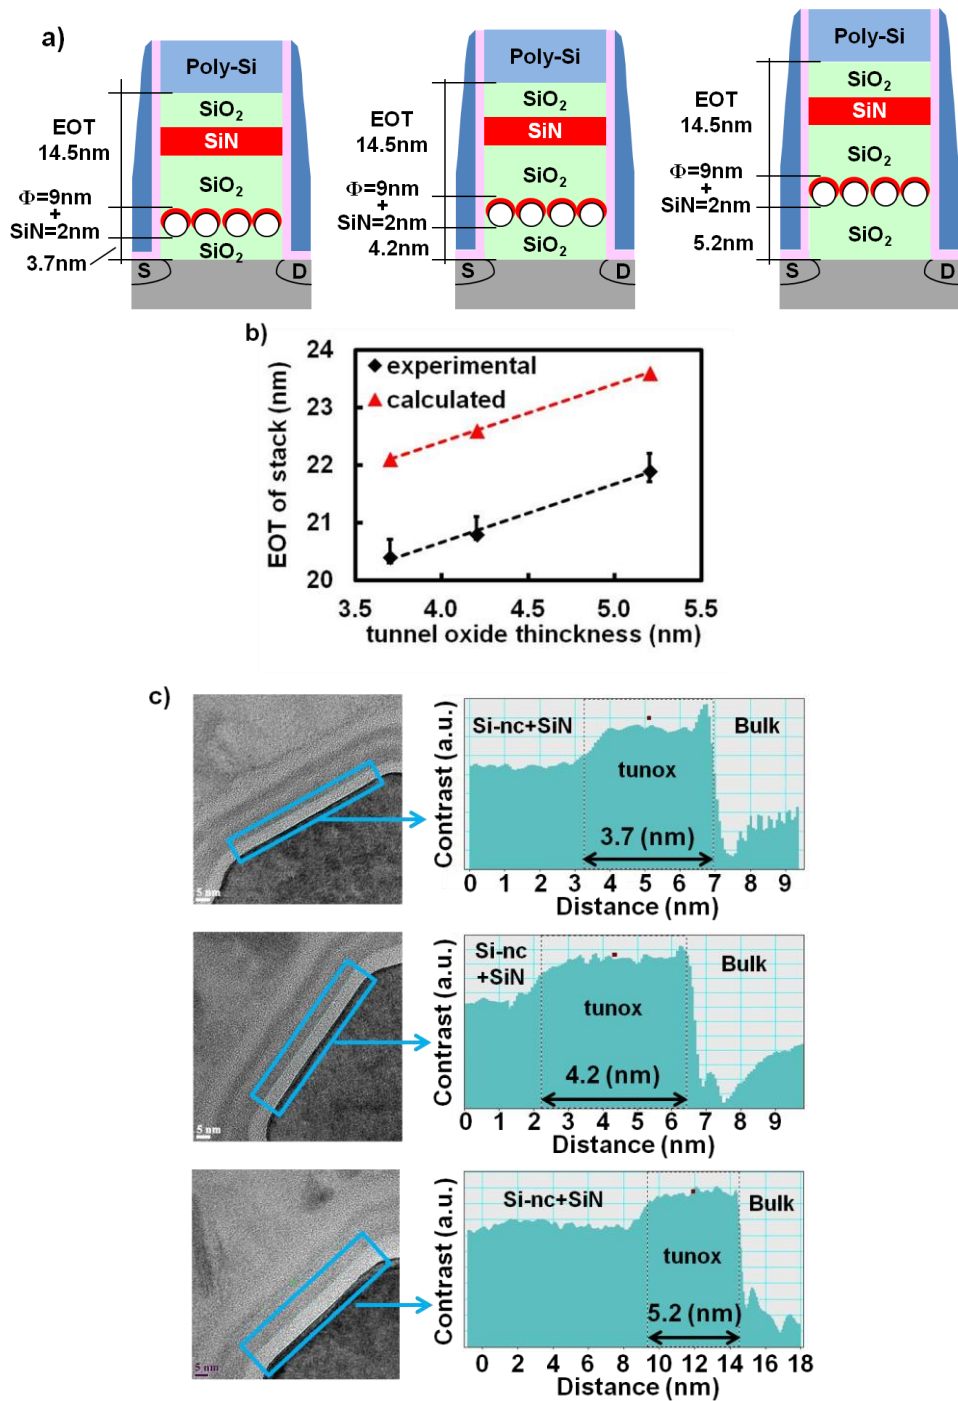 a)
Poly-Si
SiO2
SiN
SiO2
SiO2
EOT
14.5nm
Φ=9nm
+
SiN=2nm
3.7nm
S
D
Poly-Si
SiO2
SiN
SiO2
SiO2
EOT
14.5nm
Φ=9nm
+
SiN=2nm
4.2nm
S
D
Poly-Si
SiO2
SiN
SiO2
SiO2
EOT
14.5nm
Φ=9nm
+
SiN=2nm
5.2nm
S
D
b)
EOT of stack (nm)
24
23
22
21
20
experimental
calculated
3.5 4.0 4.5 5.0 5.5
tunnel oxide thinckness (nm)
c)
5 nm
Contrast (a.u.)
Si-nc+SiN
tunox
Bulk
3.7 (nm)
0 1 2 3 4 5 6 7 8 9
Distance (nm)
5 nm
Contrast (a.u.)
Si-nc
+SiN
tunox
Bulk
4.2 (nm)
0 1 2 3 4 5 6 7 8 9
Distance (nm)
5 nm
Contrast (a.u.)
Si-nc+SiN
tunox
Bulk
5.2 (nm)
0 2 4 6 8 10 12 14 16 18
Distance (nm)